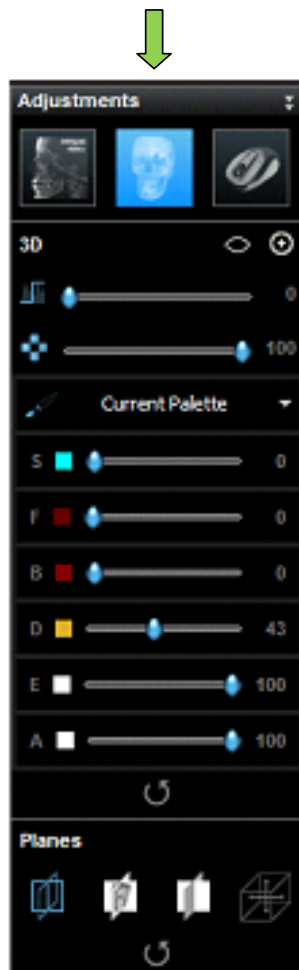 Adjustments
3D
0
100
Current Palette
S 0
F 0
B 0
D 43
E 100
A 100
Planes